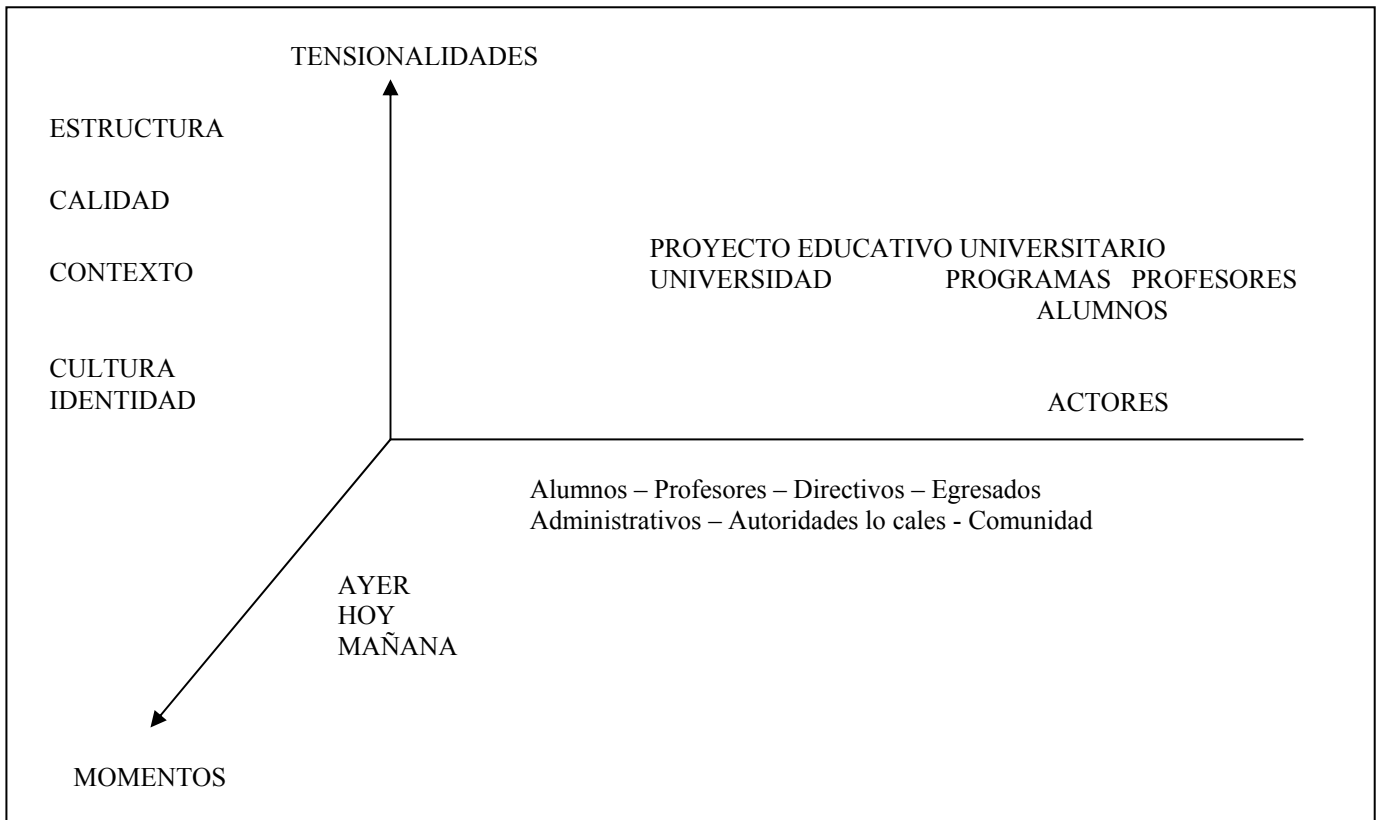 TENSIONALIDADES
ESTRUCTURA
CALIDAD
CONTEXTO
CULTURA
IDENTIDAD
PROYECTO EDUCATIVO UNIVERSITARIO
UNIVERSIDAD PROGRAMAS PROFESORES
ALUMNOS
ACTORES
Alumnos – Profesores – Directivos – Egresados
Administrativos – Autoridades lo cales - Comunidad
AYER
HOY
MAÑANA
MOMENTOS